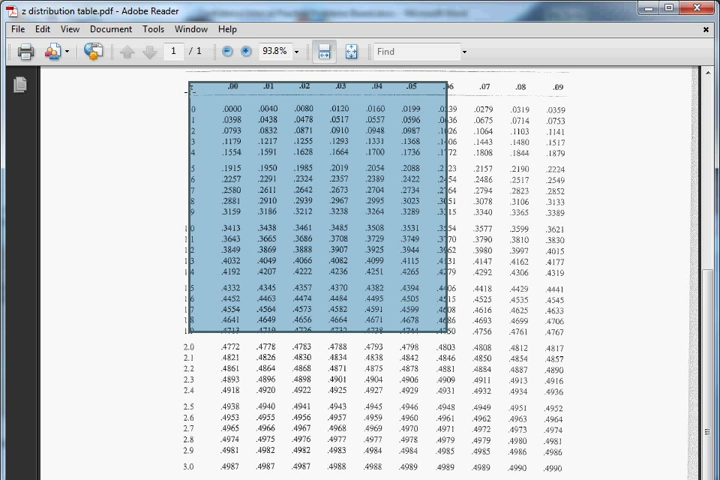 z distribution table.pdf - Adobe Reader
File Edit View Document Tools Window Help
1 / 1 93.8% Find
.00 .01 .02 .03 .04 .05 .07 .08 .09
.0000 .0040 .0080 .0120 .0160 .0199 .0279 .0319 .0359
.0398 .0438 .0478 .0517 .0557 .0596 .0675 .0714 .0753
.0793 .0832 .0871 .0910 .0948 .0987 .1064 .1103 .1141
.1179 .1217 .1255 .1293 .1331 .1368 .1443 .1480 .1517
.1554 .1591 .1628 .1664 .1700 .1736 .1808 .1844 .1879
.1915 .1950 .1985 .2019 .2054 .2088 .2157 .2190 .2224
.2257 .2291 .2324 .2357 .2389 .2422 .2486 .2517 .2549
.2580 .2611 .2642 .2673 .2704 .2734 .2794 .2823 .2852
.2881 .2910 .2939 .2967 .2995 .3023 .3078 .3106 .3133
.3159 .3186 .3212 .3238 .3264 .3289 .3340 .3365 .3389
.3413 .3438 .3461 .3485 .3508 .3531 .3577 .3599 .3621
.3643 .3665 .3686 .3708 .3729 .3749 .3790 .3810 .3830
.3849 .3869 .3888 .3907 .3925 .3944 .3980 .3997 .4015
.4032 .4049 .4066 .4082 .4099 .4115 .4147 .4162 .4177
.4192 .4207 .4222 .4236 .4251 .4265 .4292 .4306 .4319
.4332 .4345 .4357 .4370 .4382 .4394 .4418 .4429 .4441
.4452 .4463 .4474 .4484 .4495 .4505 .4525 .4535 .4545
.4554 .4564 .4573 .4582 .4591 .4599 .4616 .4625 .4633
.4641 .4649 .4656 .4664 .4671 .4678 .4693 .4699 .4706
.4713 .4719 .4726 .4732 .4738 .4744 .4756 .4761 .4767
2.0 .4772 .4778 .4783 .4788 .4793 .4798 .4803 .4808 .4812 .4817
2.1 .4821 .4826 .4830 .4834 .4838 .4842 .4846 .4850 .4854 .4857
2.2 .4861 .4864 .4868 .4871 .4875 .4878 .4881 .4884 .4887 .4890
2.3 .4893 .4896 .4898 .4901 .4904 .4906 .4909 .4911 .4913 .4916
2.4 .4918 .4920 .4922 .4925 .4927 .4929 .4931 .4932 .4934 .4936
2.5 .4938 .4940 .4941 .4943 .4945 .4946 .4948 .4949 .4951 .4952
2.6 .4953 .4955 .4956 .4957 .4959 .4960 .4961 .4962 .4963 .4964
2.7 .4965 .4966 .4967 .4968 .4969 .4970 .4971 .4972 .4973 .4974
2.8 .4974 .4975 .4976 .4977 .4977 .4978 .4979 .4979 .4980 .4981
2.9 .4981 .4982 .4982 .4983 .4984 .4984 .4985 .4985 .4986 .4986
3.0 .4987 .4987 .4987 .4988 .4988 .4989 .4989 .4989 .4990 .4990